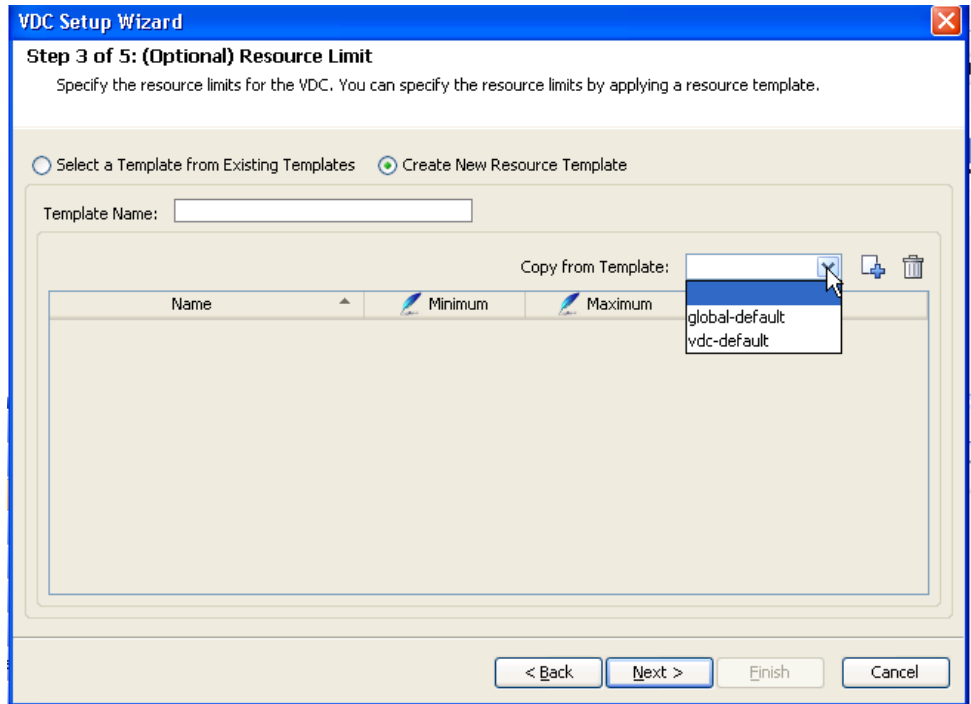 VDC Setup Wizard
Step 3 of 5: (Optional) Resource Limit
Specify the resource limits for the VDC. You can specify the resource limits by applying a resource template.
Select a Template from Existing Templates Create New Resource Template
Template Name:
Copy from Template:
Name Minimum Maximum
global-default
vdc-default
< Back Next > Finish Cancel